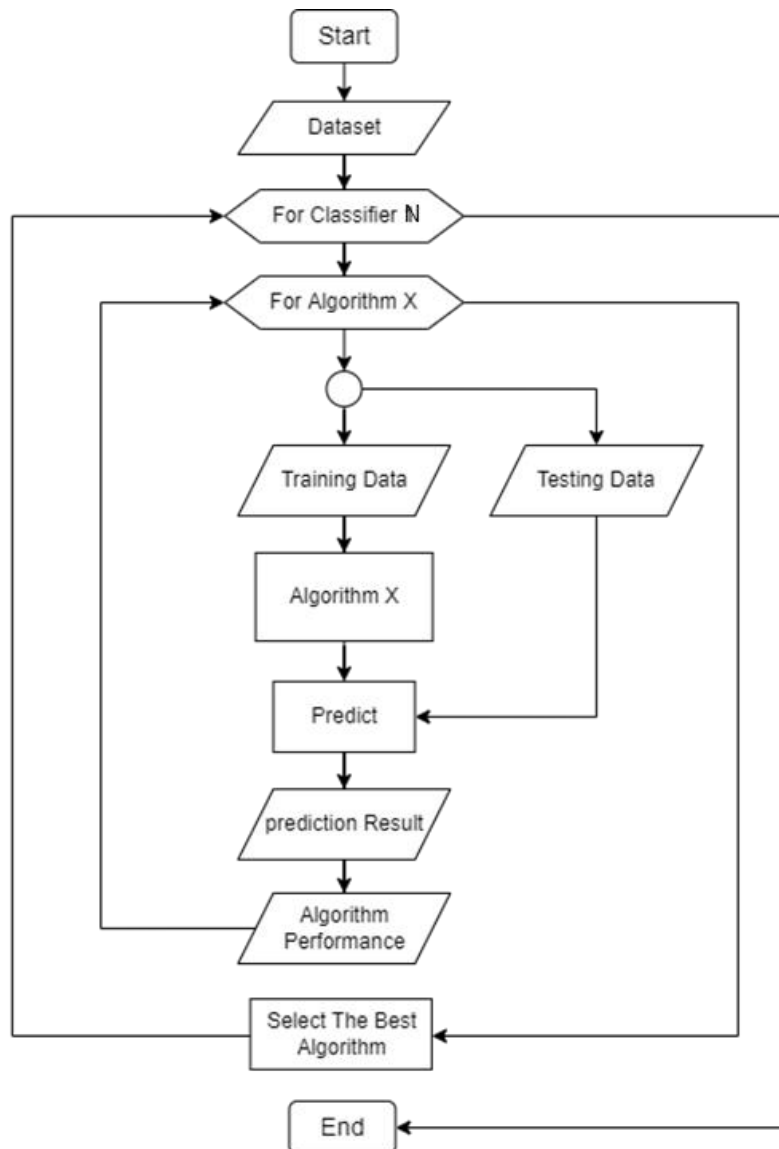 Start
Dataset
For Classifier N
For Algorithm X
Training Data
Testing Data
Algorithm X
Predict
prediction Result
Algorithm
Performance
Select The Best
Algorithm
End